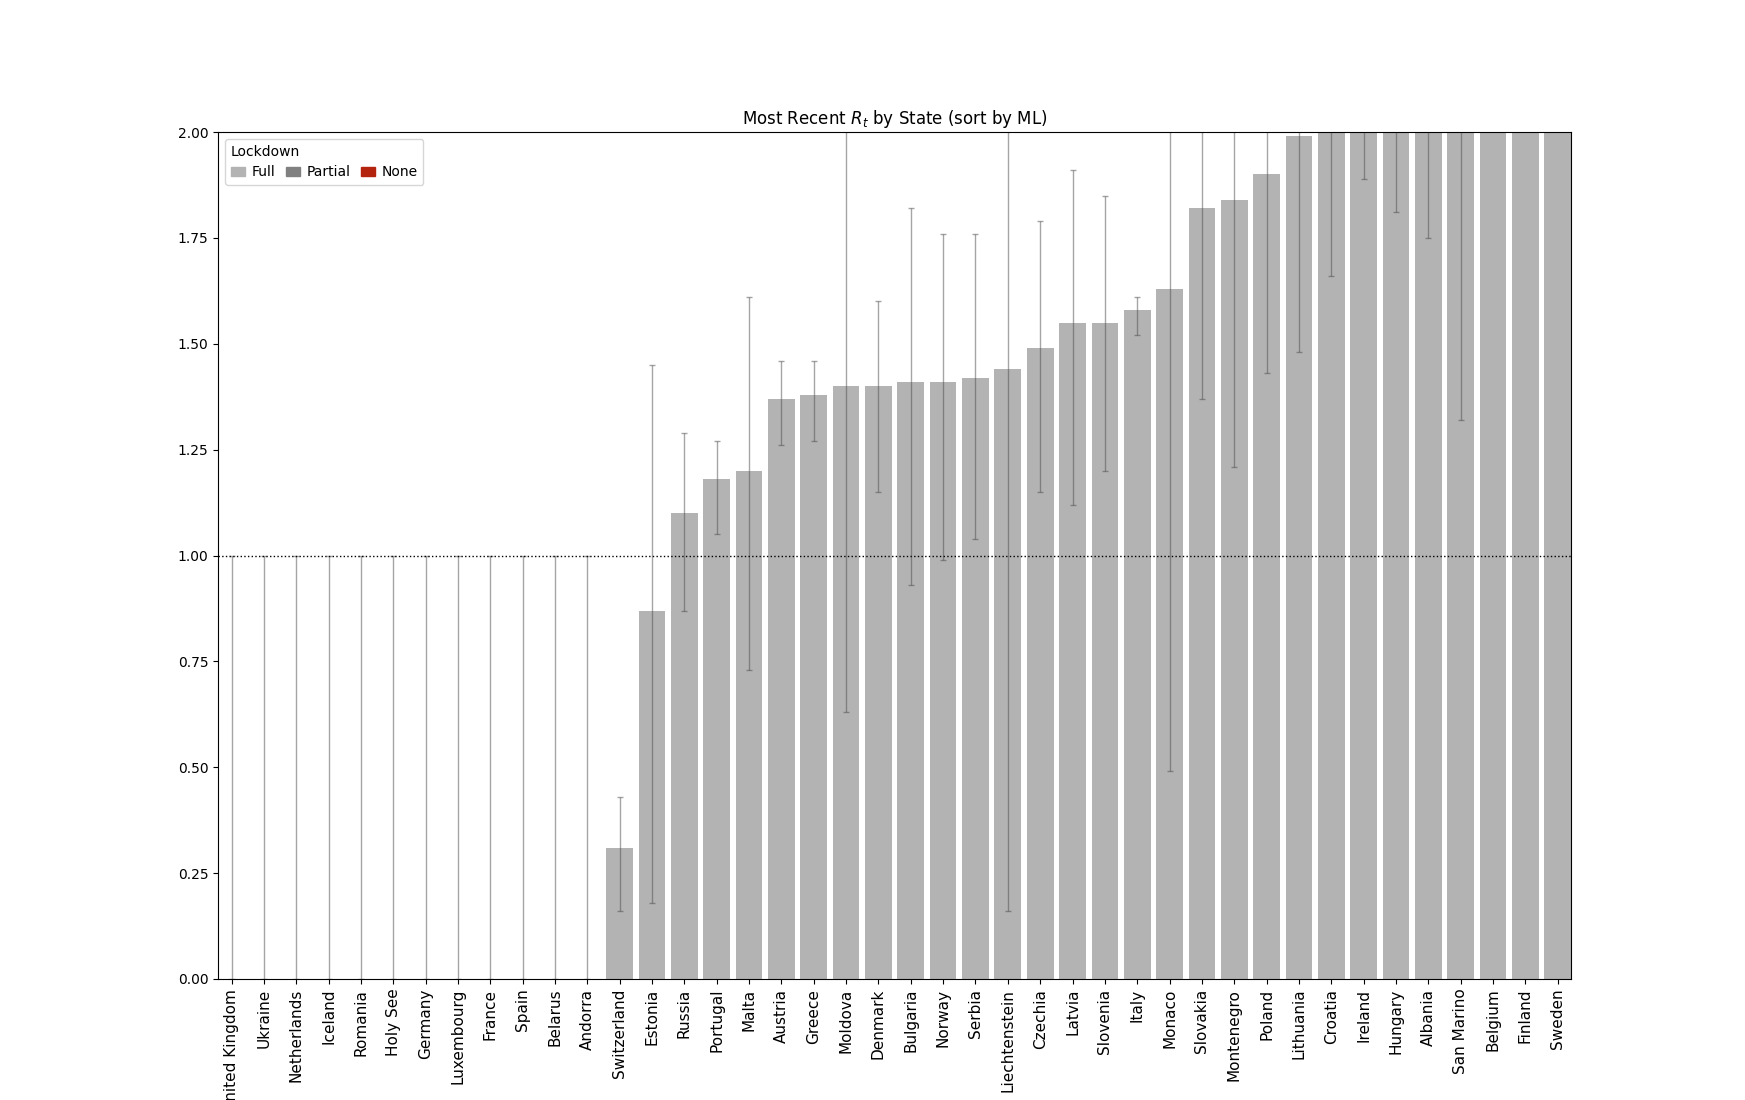 Most Recent R_t by State (sort by ML)
Lockdown
Full Partial None
2.00
1.75
1.50
1.25
1.00
0.75
0.50
0.25
0.00
nited Kingdom
Ukraine
Netherlands
Iceland
Romania
Holy See
Germany
Luxembourg
France
Spain
Belarus
Andorra
Switzerland
Estonia
Russia
Portugal
Malta
Austria
Greece
Moldova
Denmark
Bulgaria
Norway
Serbia
Liechtenstein
Czechia
Latvia
Slovenia
Italy
Monaco
Slovakia
Montenegro
Poland
Lithuania
Croatia
Ireland
Hungary
Albania
San Marino
Belgium
Finland
Sweden